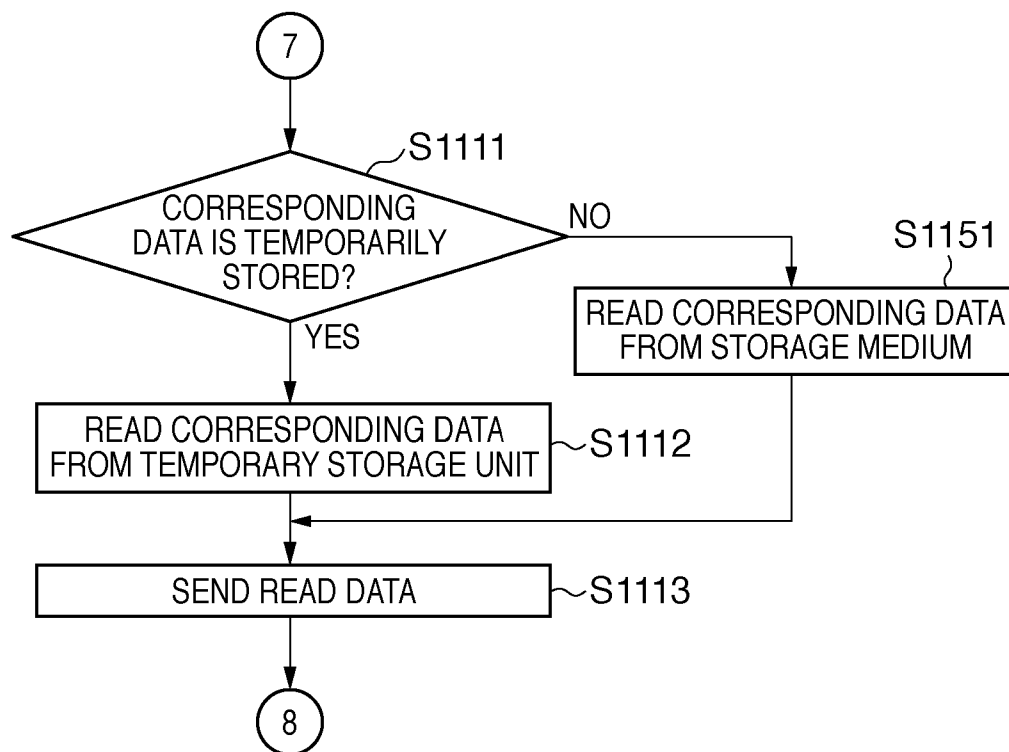 7
S1111
CORRESPONDING
DATA IS TEMPORARILY
STORED?
NO
S1151
READ CORRESPONDING DATA
FROM STORAGE MEDIUM
YES
READ CORRESPONDING DATA
FROM TEMPORARY STORAGE UNIT
S1112
SEND READ DATA
S1113
8